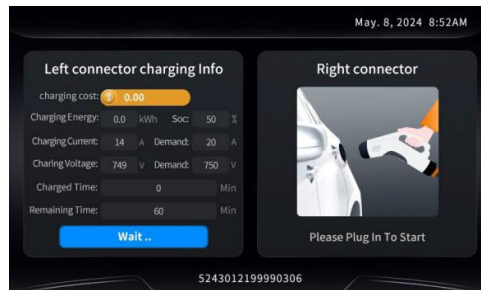 May. 8, 2024 8:52AM
Left connector charging Info
charging cost: $ 0.00
Charging Energy: 0.0 kWh Soc: 50 %
Charging Current: 14 A Demand: 20 A
Charing Voltage: 749 V Demand: 750 V
Charged Time: 0 Min
Remaining Time: 60 Min
Wait ..
Right connector
Please Plug In To Start
5243012199990306